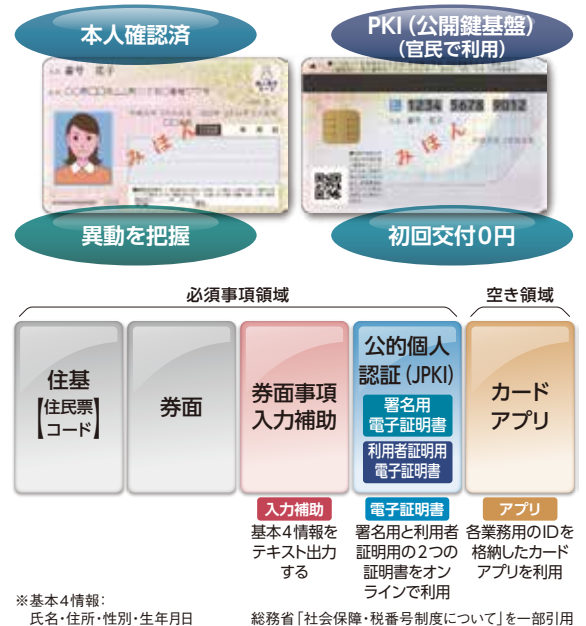 本人確認済
PKI（公開鍵基盤）
（官民で利用）
番号 花子
みほん
1234 5678 9012
番号 花子
みほん
異動を把握
初回交付0円
必須事項領域
空き領域
住基
【住民票
コード】
券面
券面事項
入力補助
公的個人
認証（JPKI）
署名用
電子証明書
利用者証明用
電子証明書
カード
アプリ
入力補助
基本4情報を
テキスト出力
する
電子証明書
署名用と利用者
証明用の2つの
証明書をオン
ラインで利用
アプリ
各業務用のIDを
格納したカード
アプリを利用
※基本4情報：
氏名・住所・性別・生年月日
総務省「社会保障・税番号制度について」を一部引用